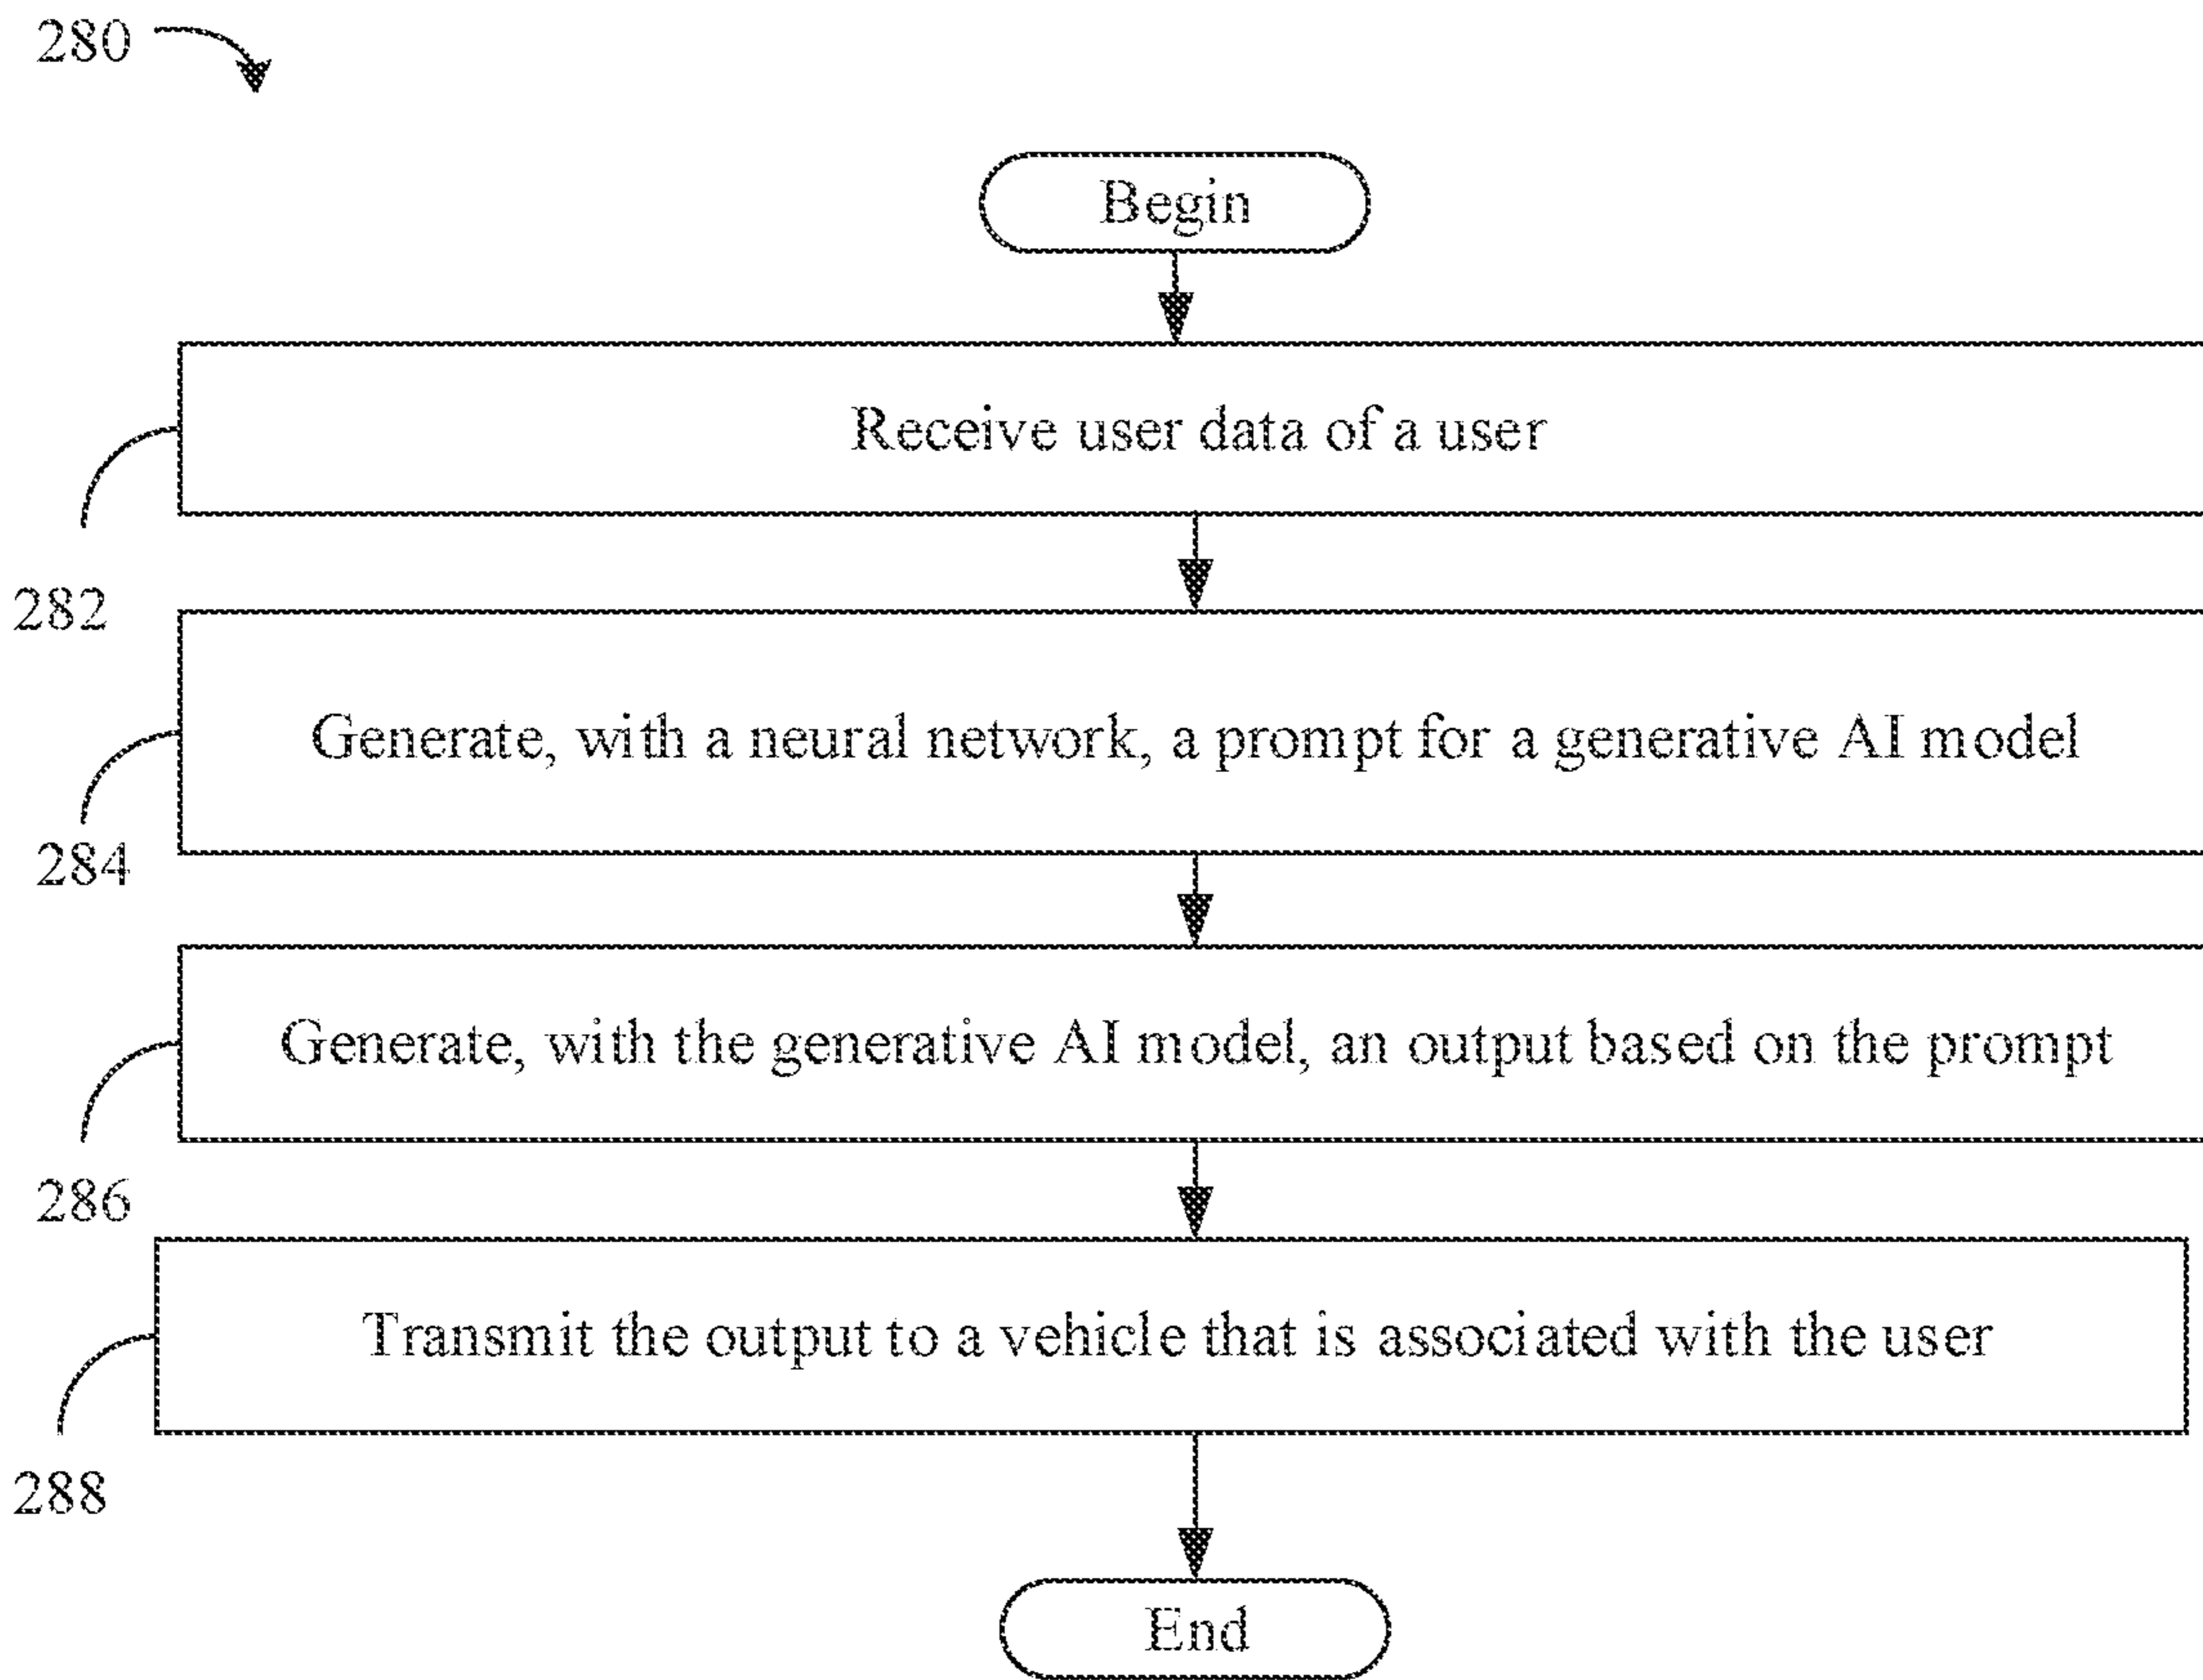 280
Begin
Receive user data of a user
282
Generate, with a neural network, a prompt for a generative AI model
284
Generate, with the generative AI model, an output based on the prompt
286
Transmit the output to a vehicle that is associated with the user
288
End